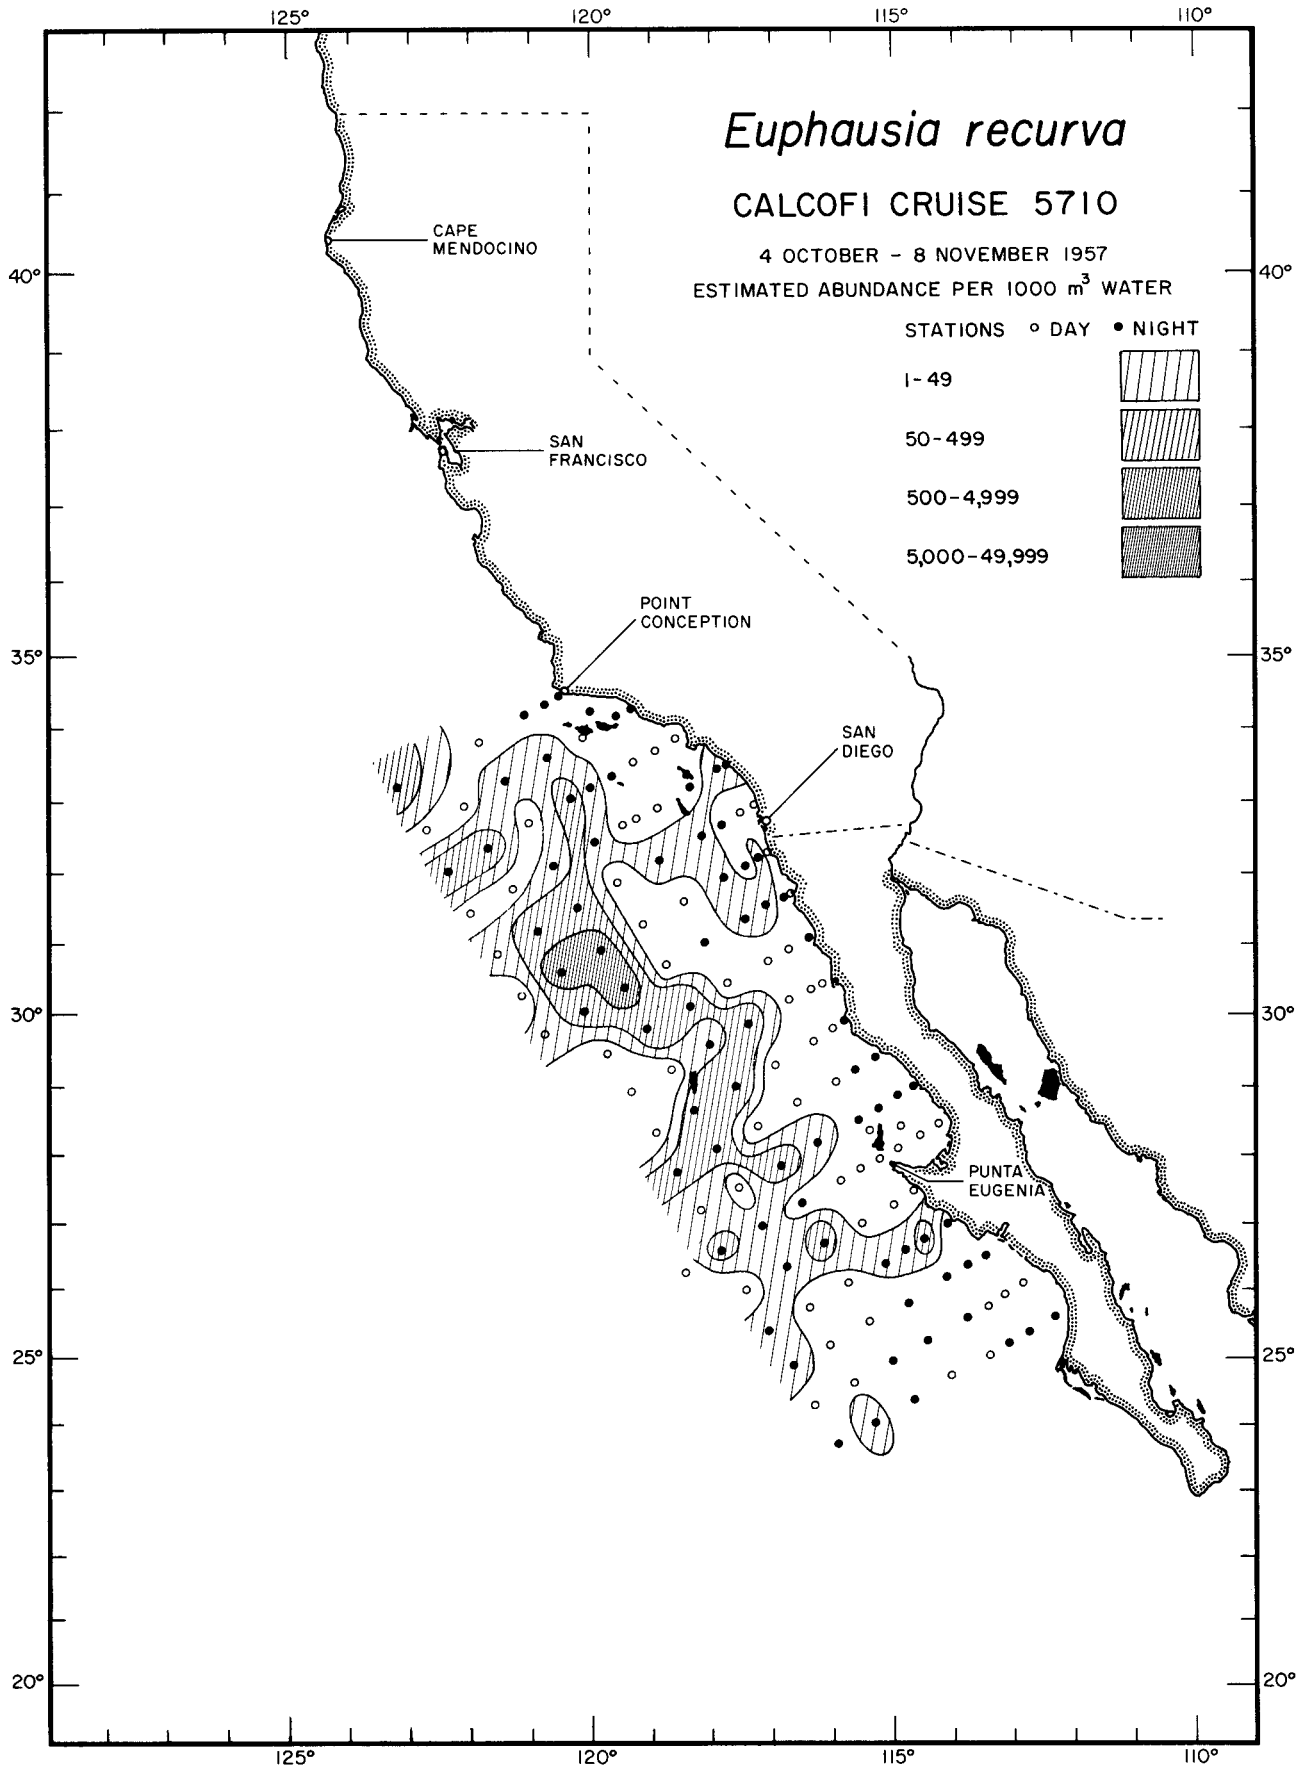 125° 120° 115° 110°
Euphausia recurva
CALCOFI CRUISE 5710
4 OCTOBER – 8 NOVEMBER 1957
ESTIMATED ABUNDANCE PER 1000 m³ WATER
STATIONS ○ DAY ● NIGHT
1-49
50-499
500-4,999
5,000-49,999
CAPE
MENDOCINO
40° 40°
SAN
FRANCISCO
POINT
CONCEPTION
35° 35°
SAN
DIEGO
30° 30°
PUNTA
EUGENIA
25° 25°
20° 20°
125° 120° 115° 110°